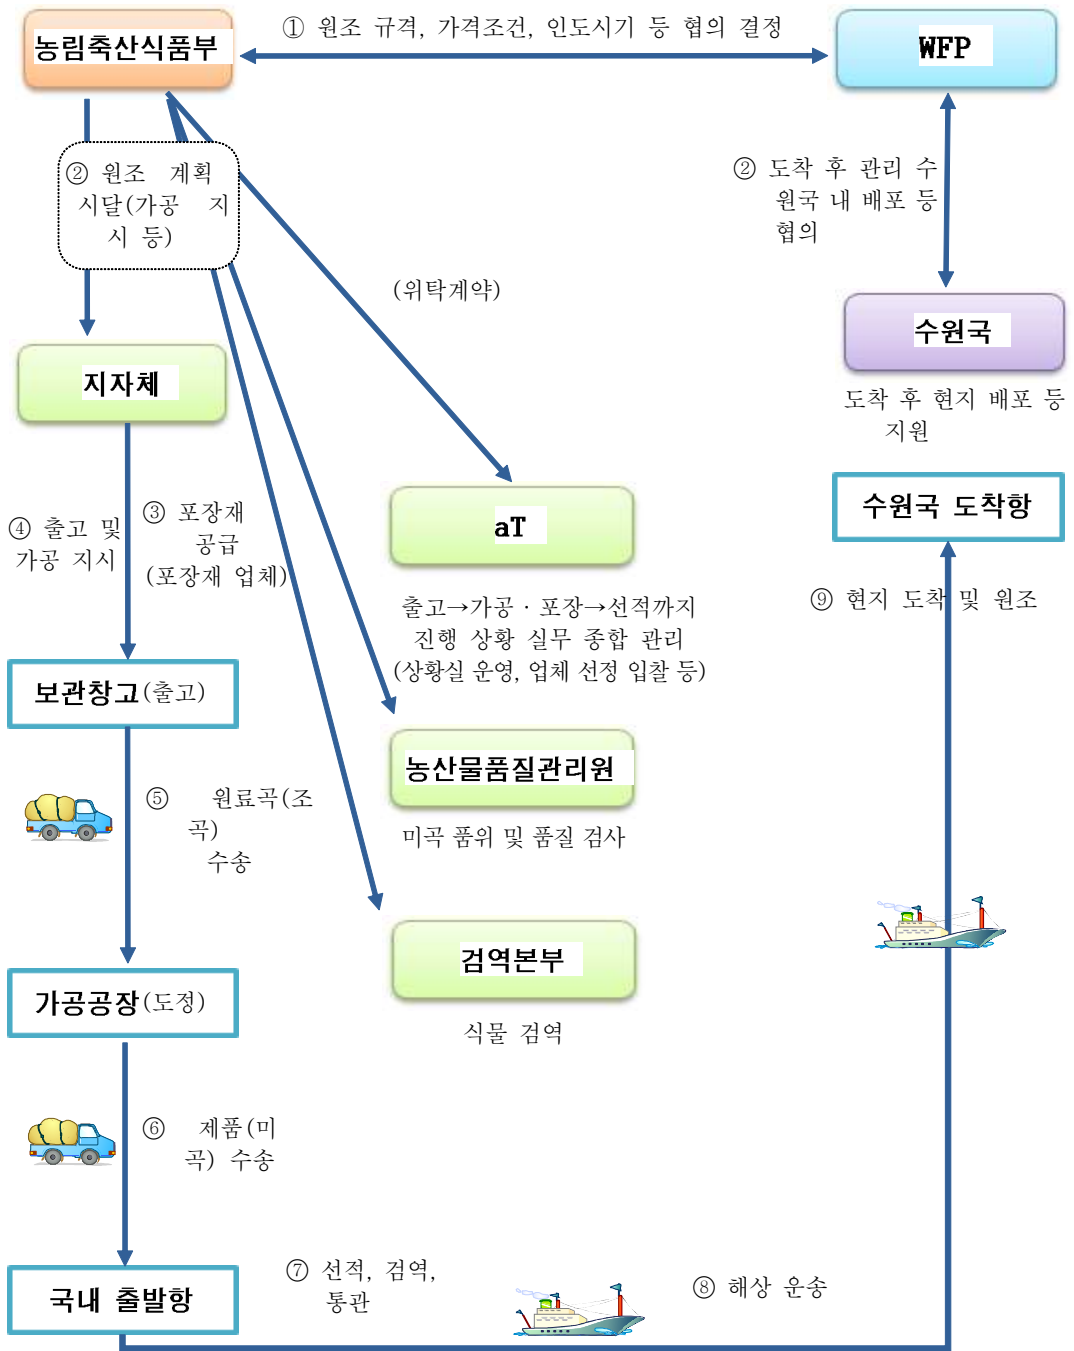 ① 원조 규격, 가격조건, 인도시기 등 협의 결정
농림축산식품부
WFP
② 원조 계획
시달(가공 지
시 등)
② 도착 후 관리 수
원국 내 배포 등
협의
(위탁계약)
수원국
도착 후 현지 배포 등
지원
지자체
④ 출고 및
가공 지시
③ 포장재
공급
(포장재 업체)
aT
출고→가공 · 포장→선적까지
진행 상황 실무 종합 관리
(상황실 운영, 업체 선정 입찰 등)
수원국 도착항
⑨ 현지 도착 및 원조
보관창고(출고)
농산물품질관리원
미곡 품위 및 품질 검사
⑤ 원료곡(조
곡)
수송
검역본부
식물 검역
가공공장(도정)
⑥ 제품(미
곡) 수송
국내 출발항
⑦ 선적, 검역,
통관
⑧ 해상 운송